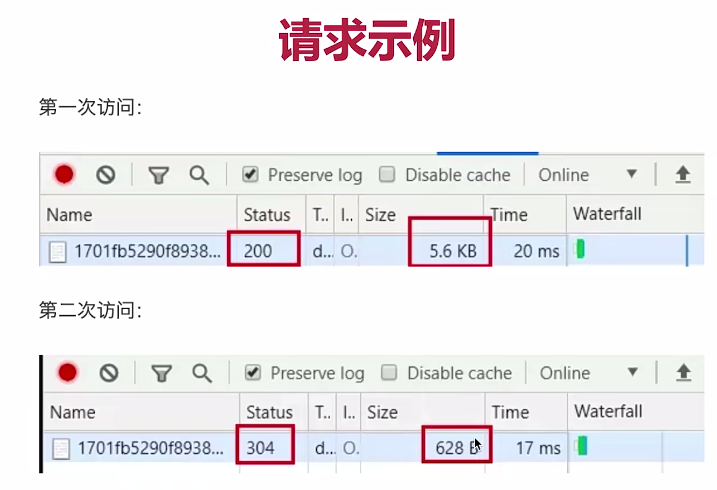 请求示例
第一次访问：
Preserve log Disable cache Online
Name Status T.. I.. Size Time Waterfall
1701fb5290f8938... 200 d... O. 5.6 KB 20 ms
第二次访问：
Preserve log Disable cache Online
Name Status T.. I.. Size Time Waterfall
1701fb5290f8938... 304 d... O. 628 B 17 ms